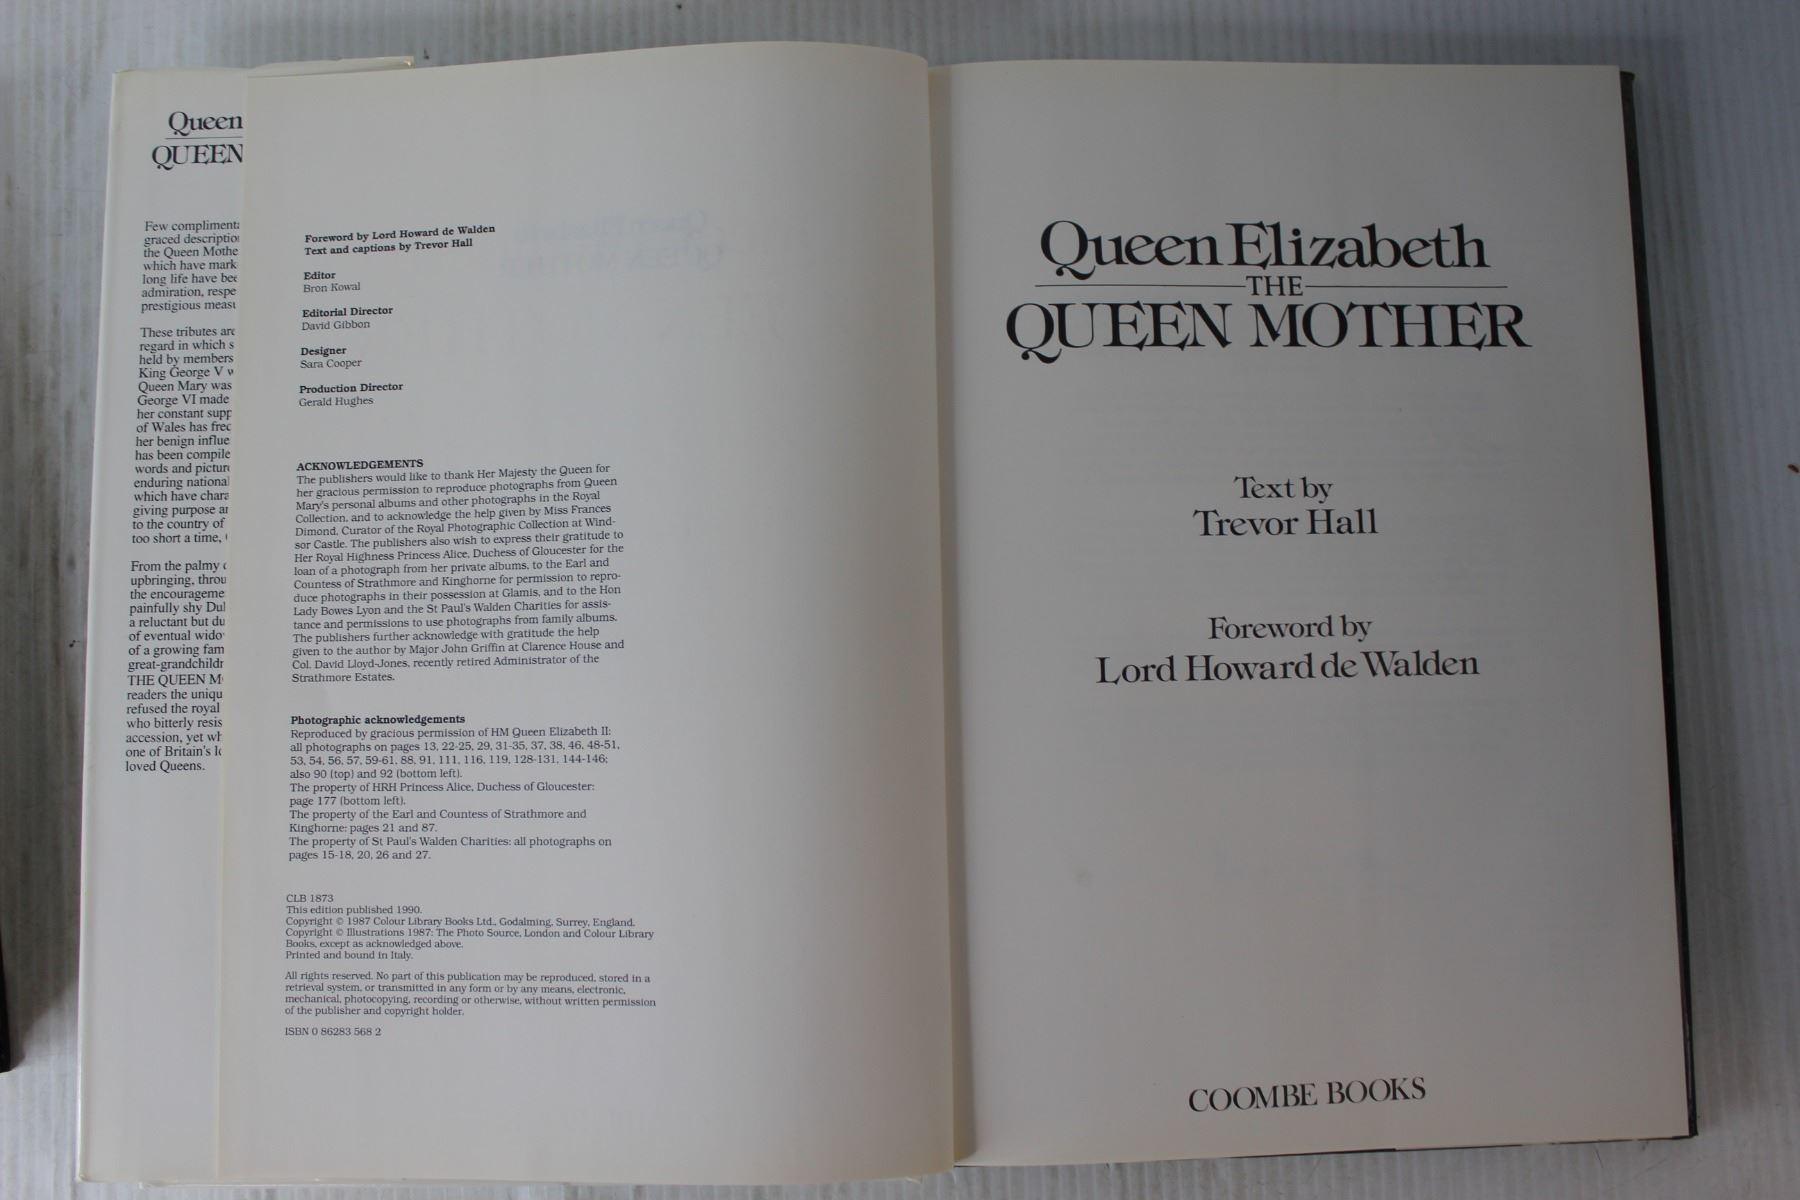 Queen
QUEEN
Few compliments
graced
the Queen Mothe
which have mark
long life have bee
admiration, respe
prestigious meas
These tributes are
regard in which s
held by members
King George V w
Queen Mary was
George VI made
her constant supp
of Wales has freq
her benign influe
has been compile
words and picture
enduring national
which have chara
giving purpose an
to the country of
too short a time,
From the palmy
upbringing, throu
the encourageme
painfully shy Du
a reluctant but du
of eventual wido
of a growing fam
great-grandchildr
THE QUEEN M
readers the uniqu
refused the royal
who bitterly resis
accession, yet wh
one of Britain's
loved Queens.
Foreword by Lord Howard de Walden
Text and captions by Trevor Hall
Editor
Bron Kowal
Editorial Director
David Gibbon
Designer
Sara Cooper
Production Director
Gerald Hughes
ACKNOWLEDGEMENTS
The publishers would like to thank Her Majesty the Queen for
her gracious permission to reproduce photographs from Queen
Mary's personal albums and other photographs in the Royal
Collection, and to acknowledge the help given by Miss Frances
Dimond, Curator of the Royal Photographic Collection at Wind-
sor Castle. The publishers also wish to express their gratitude to
Her Royal Highness Princess Alice, Duchess of Gloucester for the
loan of a photograph from her private albums, to the Earl and
Countess of Strathmore and Kinghorne for permission to repro-
duce photographs in their possession at Glamis, and to the Hon
Lady Bowes Lyon and the St Paul's Walden Charities for assis-
tance and permissions to use photographs from family albums.
The publishers further acknowledge with gratitude the help
given to the author by Major John Griffin at Clarence House and
Col. David Lloyd-Jones, recently retired Administrator of the
Strathmore Estates.
Photographic acknowledgements
Reproduced by gracious permission of HM Queen Elizabeth II:
all photographs on pages 13, 22-25, 29, 31-35, 37, 38, 46, 48-51,
53, 54, 56, 57, 59-61, 88, 91, 111, 116, 119, 128-131, 144-146;
also 90 (top) and 92 (bottom left).
The property of HRH Princess Alice, Duchess of Gloucester:
page 177 (bottom left).
The property of the Earl and Countess of Strathmore and
Kinghorne: pages 21 and 87.
The property of St Paul's Walden Charities: all photographs on
pages 15-18, 20, 26 and 27.
CLB 1873
This edition published 1990.
Copyright © 1987 Colour Library Books Ltd., Godalming, Surrey, England.
Copyright © Illustrations 1987: The Photo Source, London and Colour Library
Books, except as acknowledged above.
Printed and bound in Italy.
All rights reserved. No part of this publication may be reproduced, stored in a
retrieval system, or transmitted in any form or by any means, electronic,
mechanical, photocopying, recording or otherwise, without written permission
of the publisher and copyright holder.
ISBN 0 86283 568 2
Queen Elizabeth
THE
QUEEN MOTHER
Text by
Trevor Hall
Foreword by
Lord Howard de Walden
COOMBE BOOKS